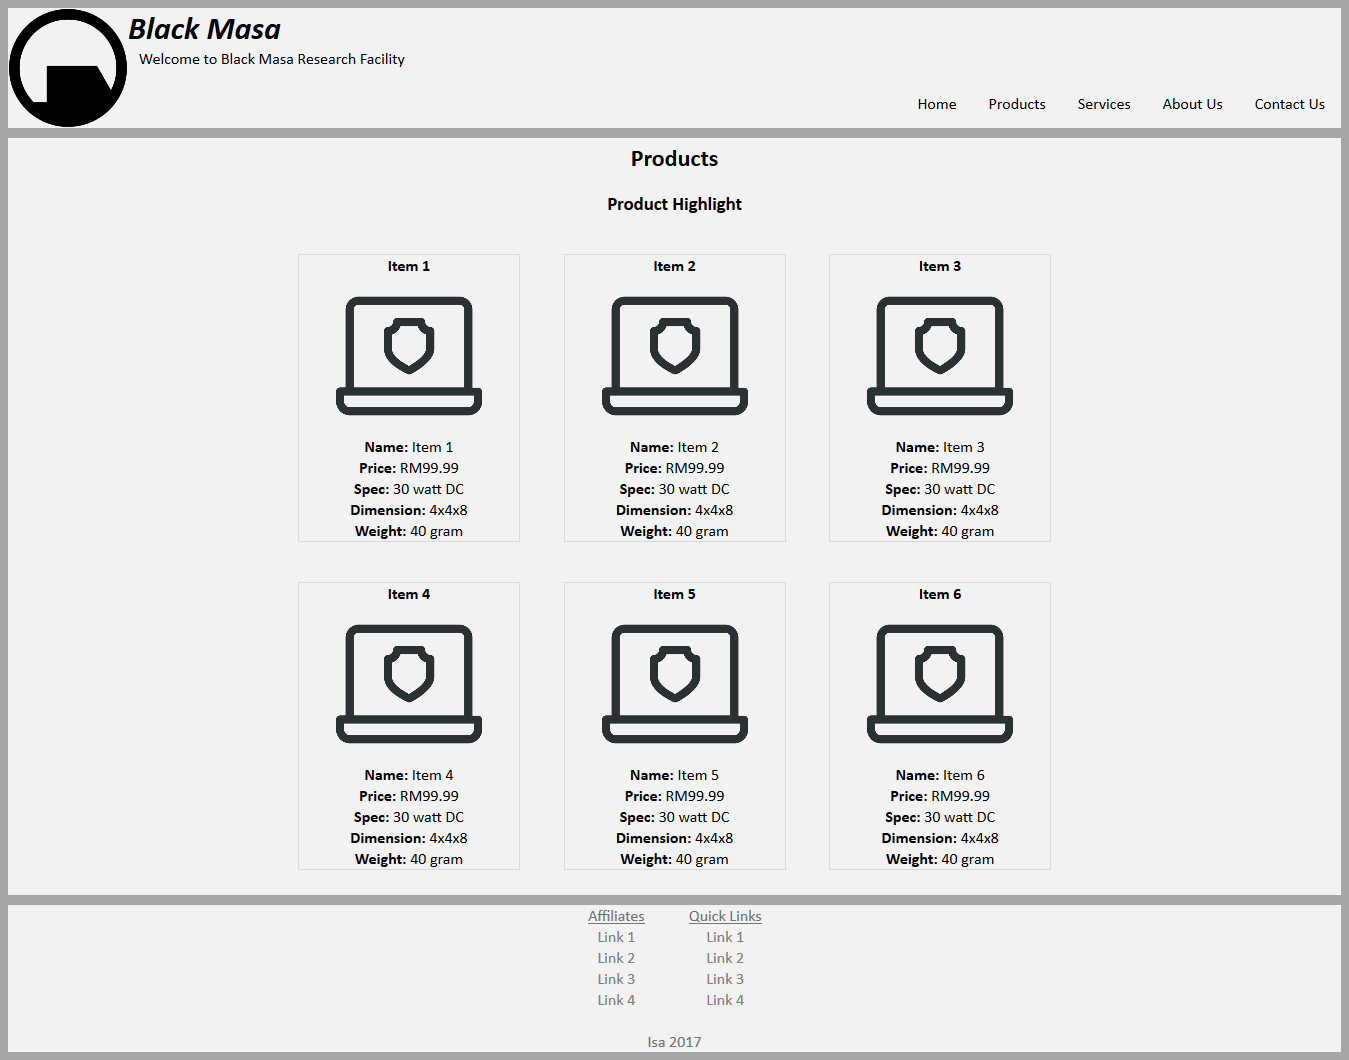 Black Masa
Welcome to Black Masa Research Facility
Home Products Services About Us Contact Us
Products
Product Highlight
Item 1 Item 2 Item 3
Name: Item 1 Name: Item 2 Name: Item 3
Price: RM99.99 Price: RM99.99 Price: RM99.99
Spec: 30 watt DC Spec: 30 watt DC Spec: 30 watt DC
Dimension: 4x4x8 Dimension: 4x4x8 Dimension: 4x4x8
Weight: 40 gram Weight: 40 gram Weight: 40 gram
Item 4 Item 5 Item 6
Name: Item 4 Name: Item 5 Name: Item 6
Price: RM99.99 Price: RM99.99 Price: RM99.99
Spec: 30 watt DC Spec: 30 watt DC Spec: 30 watt DC
Dimension: 4x4x8 Dimension: 4x4x8 Dimension: 4x4x8
Weight: 40 gram Weight: 40 gram Weight: 40 gram
Affiliates Quick Links
Link 1 Link 1
Link 2 Link 2
Link 3 Link 3
Link 4 Link 4
Isa 2017